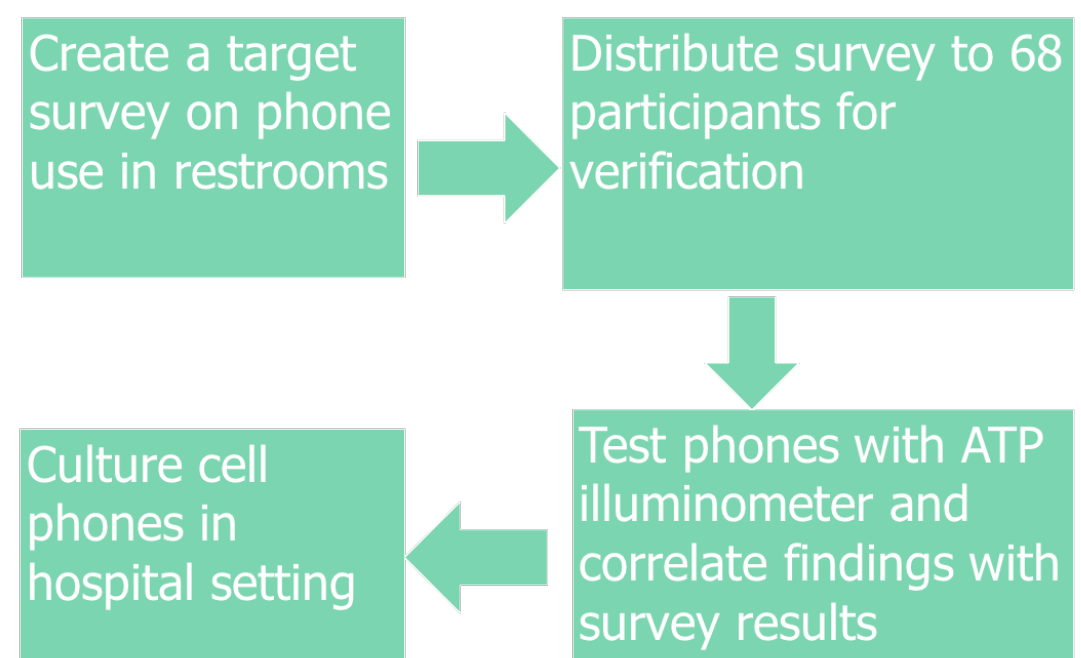 Create a target
survey on phone
use in restrooms
Distribute survey to 68
participants for
verification
Test phones with ATP
illuminometer and
correlate findings with
survey results
Culture cell
phones in
hospital setting